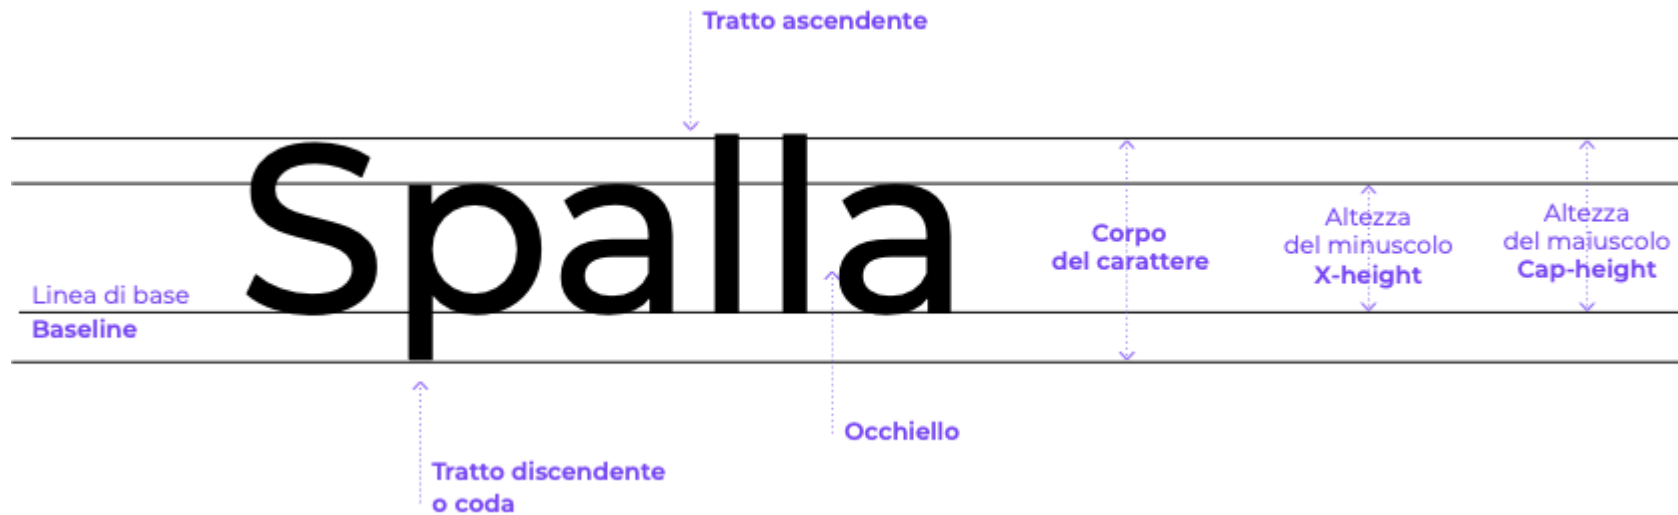 Tratto ascendente
Spalla
Corpo
del carattere
Altezza
del minuscolo
X-height
Altezza
del maiuscolo
Cap-height
Linea di base
Baseline
Occhiello
Tratto discendente
o coda